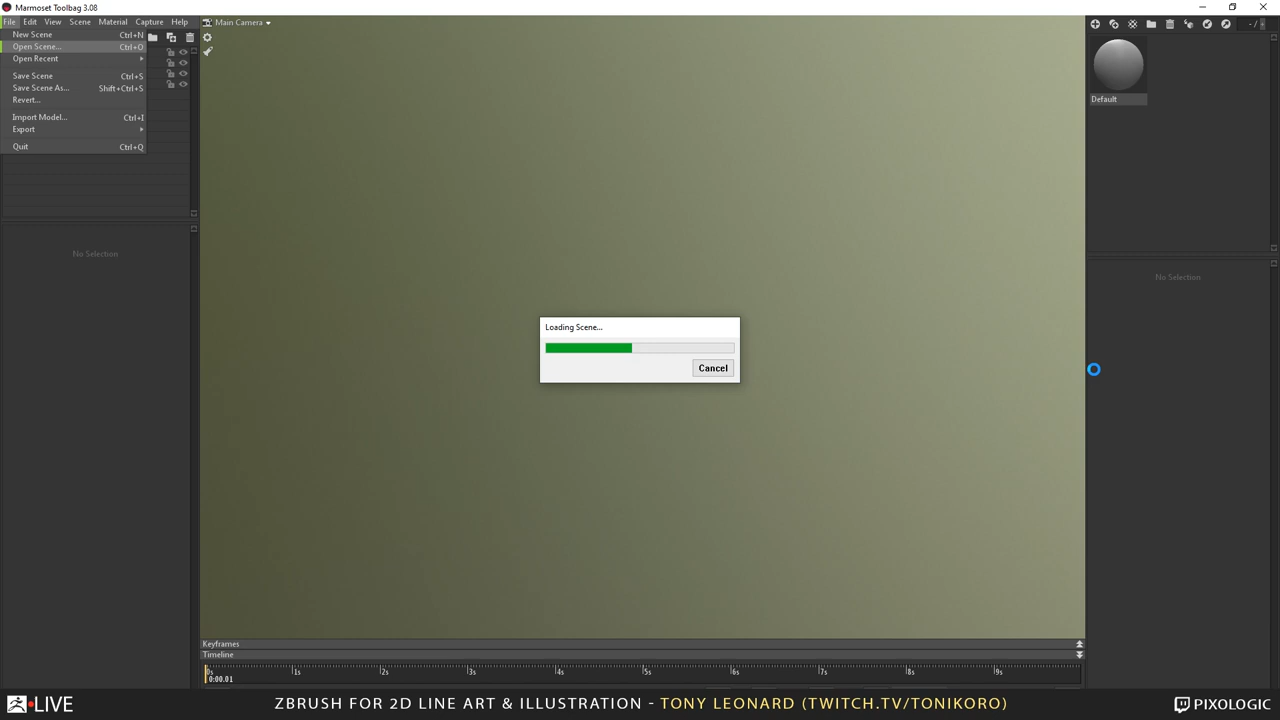 Marmoset Toolbag 3.08
File Edit View Scene Material Capture Help
Main Camera
New Scene Ctrl+N
Open Scene... Ctrl+O
Open Recent
Save Scene Ctrl+S
Save Scene As... Shift+Ctrl+S
Revert...
Import Model... Ctrl+I
Export
Quit Ctrl+Q
Default
No Selection
No Selection
Loading Scene...
Cancel
Keyframes
Timeline
1s 2s 3s 4s 5s 6s 7s 8s 9s
0:00.01
LIVE
ZBRUSH FOR 2D LINE ART & ILLUSTRATION - TONY LEONARD (TWITCH.TV/TONIKORO)
PIXOLOGIC